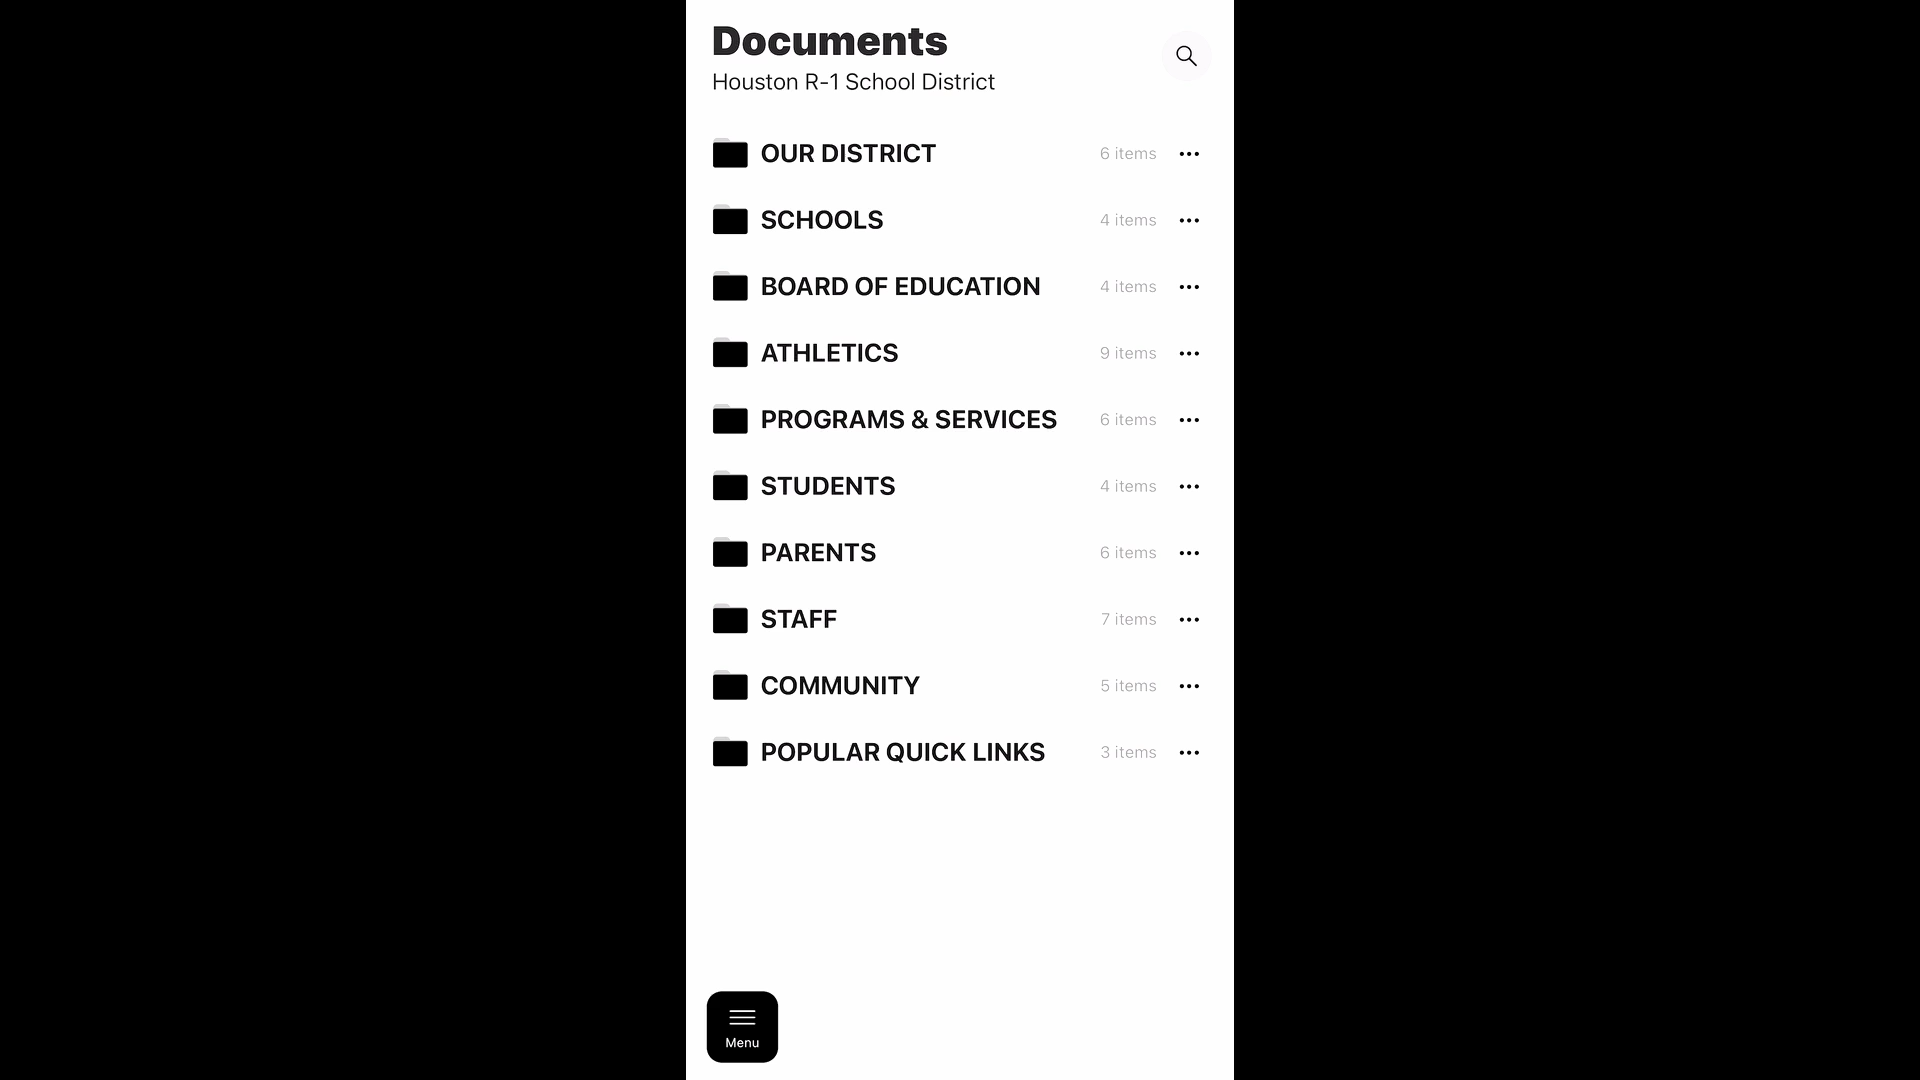 Documents
Houston R-1 School District
OUR DISTRICT 6 items
SCHOOLS 4 items
BOARD OF EDUCATION 4 items
ATHLETICS 9 items
PROGRAMS & SERVICES 6 items
STUDENTS 4 items
PARENTS 6 items
STAFF 7 items
COMMUNITY 5 items
POPULAR QUICK LINKS 3 items
Menu